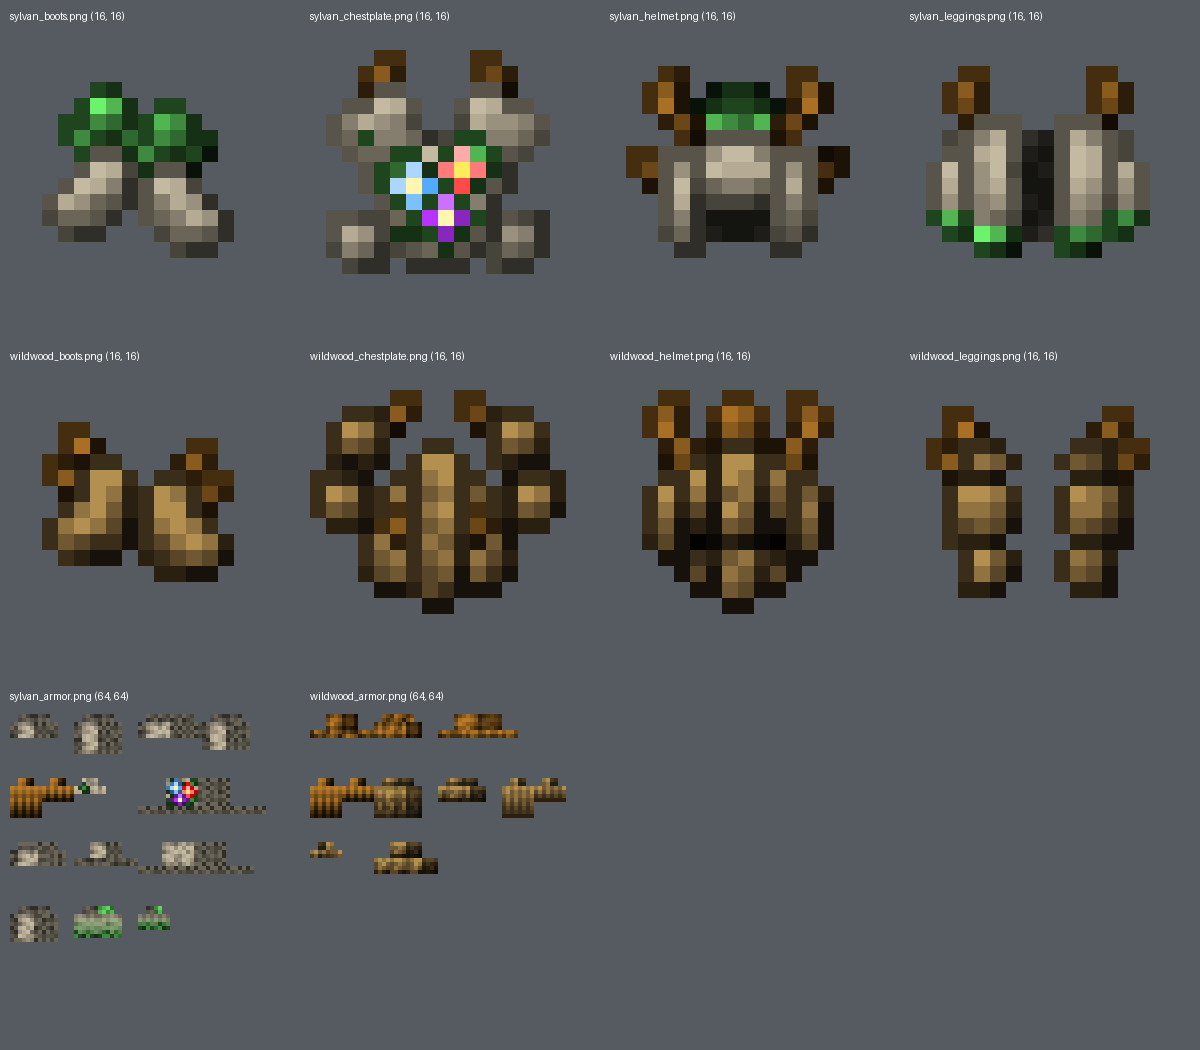 sylvan_boots.png (16, 16)
sylvan_chestplate.png (16, 16)
sylvan_helmet.png (16, 16)
sylvan_leggings.png (16, 16)
wildwood_boots.png (16, 16)
wildwood_chestplate.png (16, 16)
wildwood_helmet.png (16, 16)
wildwood_leggings.png (16, 16)
sylvan_armor.png (64, 64)
wildwood_armor.png (64, 64)